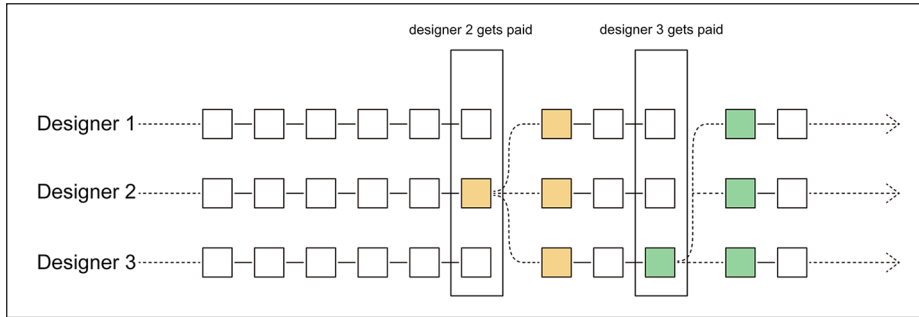 designer 2 gets paid
designer 3 gets paid
Designer 1
Designer 2
Designer 3